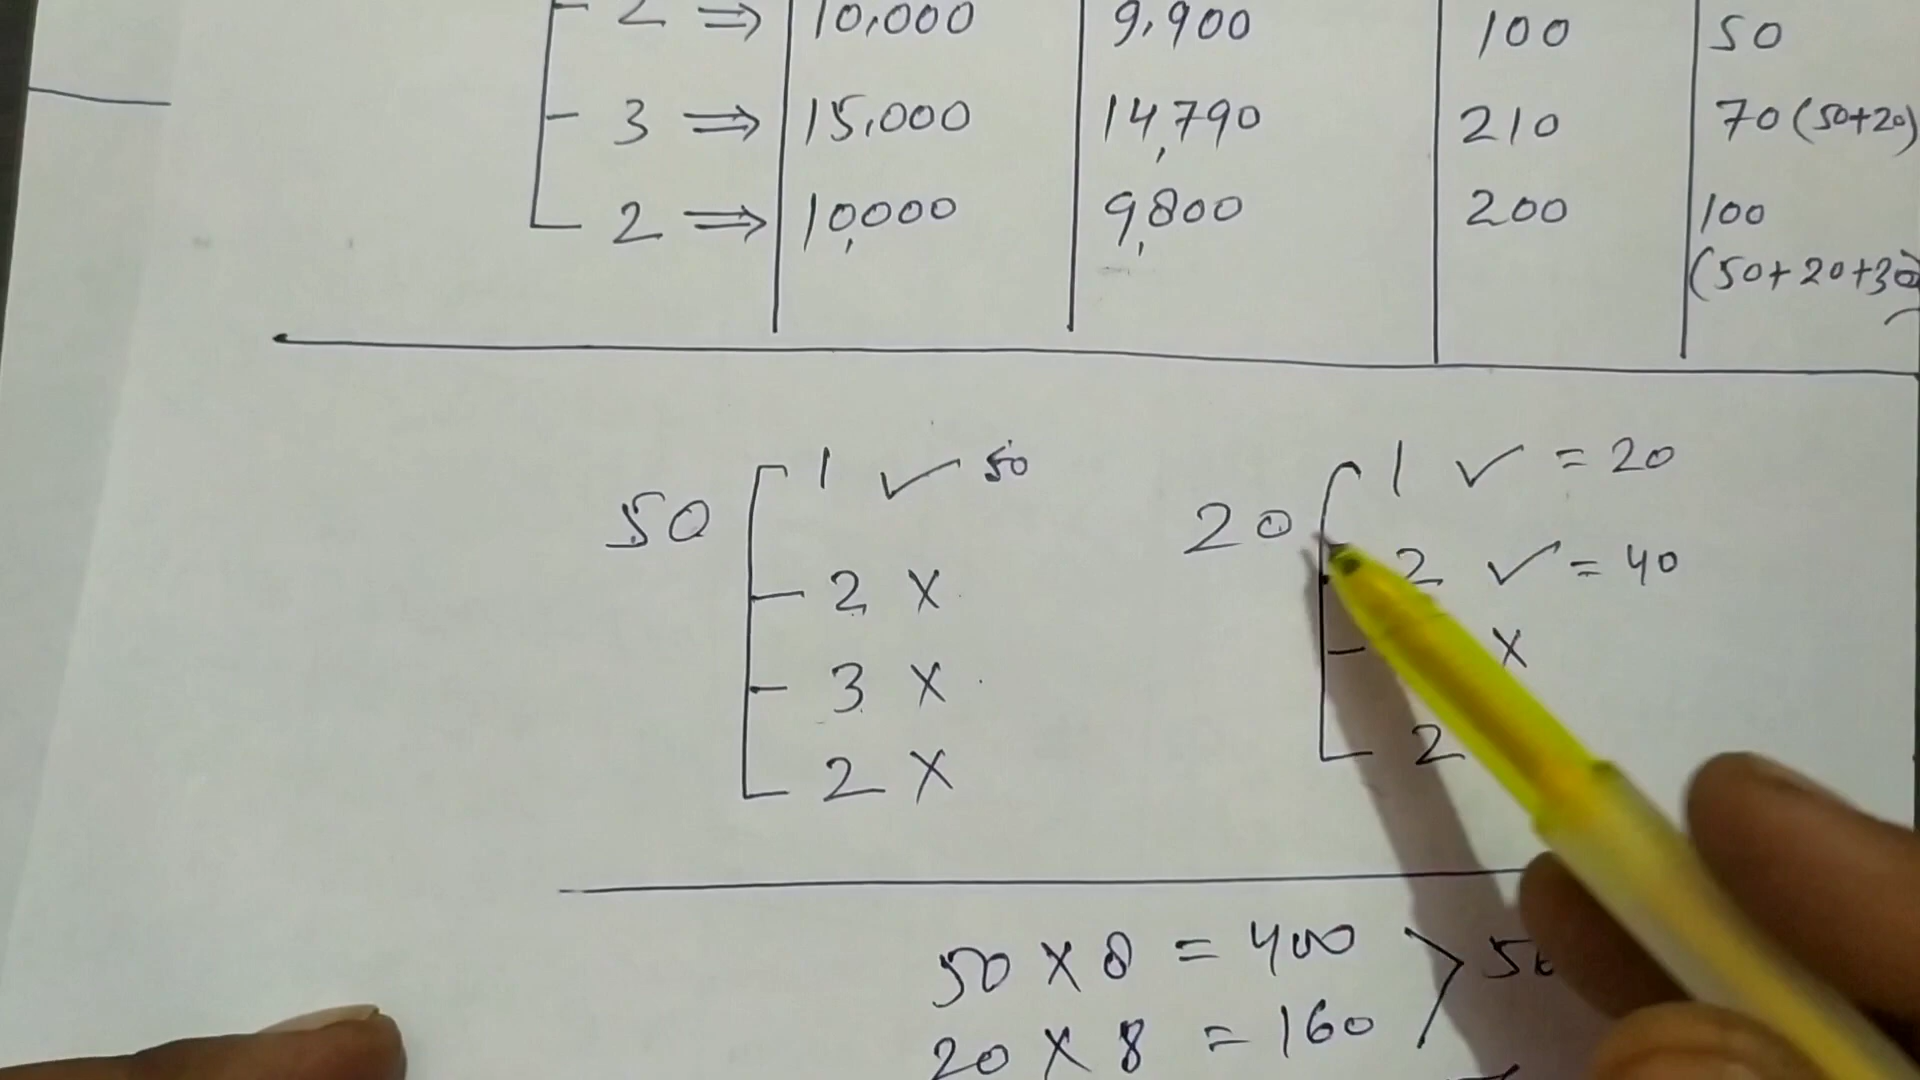 2 ⇒ 10,000 9,900 100 50
3 ⇒ 15,000 14,790 210 70 (50+20)
2 ⇒ 10,000 9,800 200 100
(50+20+30)
1 ✓ 50
50
2 X
3 X
2 X
1 ✓ = 20
20
2 ✓ = 40
X
2
50 X 8 = 400
20 X 8 = 160